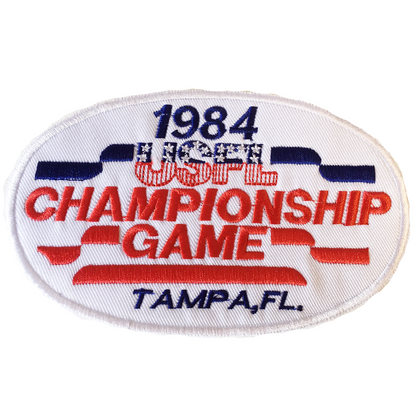 1984
USFL
CHAMPIONSHIP
GAME
TAMPA,FL.